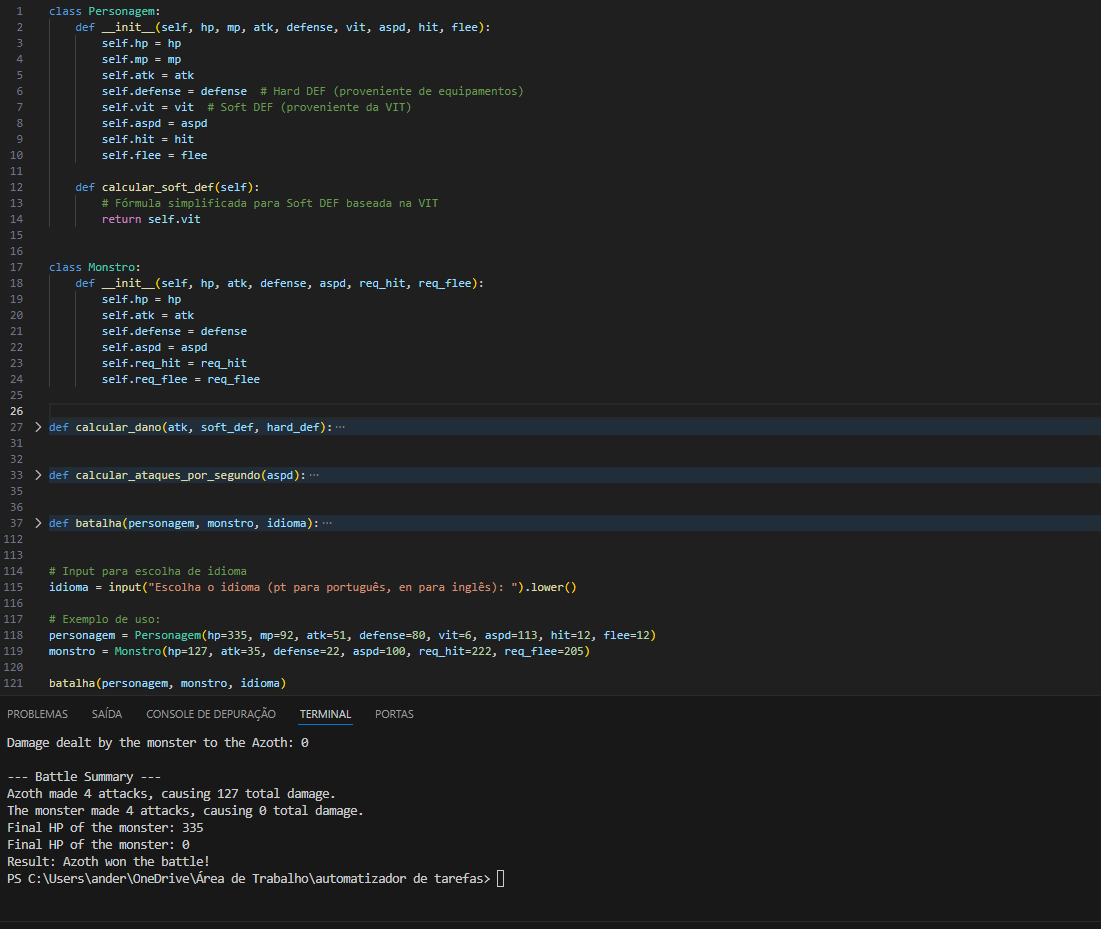 1 class Personagem:
2     def __init__(self, hp, mp, atk, defense, vit, aspd, hit, flee):
3         self.hp = hp
4         self.mp = mp
5         self.atk = atk
6         self.defense = defense  # Hard DEF (proveniente de equipamentos)
7         self.vit = vit  # Soft DEF (proveniente da VIT)
8         self.aspd = aspd
9         self.hit = hit
10         self.flee = flee
11
12     def calcular_soft_def(self):
13         # Fórmula simplificada para Soft DEF baseada na VIT
14         return self.vit
15
16
17 class Monstro:
18     def __init__(self, hp, atk, defense, aspd, req_hit, req_flee):
19         self.hp = hp
20         self.atk = atk
21         self.defense = defense
22         self.aspd = aspd
23         self.req_hit = req_hit
24         self.req_flee = req_flee
25
26
27 > def calcular_dano(atk, soft_def, hard_def):···
31
32
33 > def calcular_ataques_por_segundo(aspd):···
35
36
37 > def batalha(personagem, monstro, idioma):···
112
113
114 # Input para escolha de idioma
115 idioma = input("Escolha o idioma (pt para português, en para inglês): ").lower()
116
117 # Exemplo de uso:
118 personagem = Personagem(hp=335, mp=92, atk=51, defense=80, vit=6, aspd=113, hit=12, flee=12)
119 monstro = Monstro(hp=127, atk=35, defense=22, aspd=100, req_hit=222, req_flee=205)
120
121 batalha(personagem, monstro, idioma)
PROBLEMAS SAÍDA CONSOLE DE DEPURAÇÃO TERMINAL PORTAS
Damage dealt by the monster to the Azoth: 0
--- Battle Summary ---
Azoth made 4 attacks, causing 127 total damage.
The monster made 4 attacks, causing 0 total damage.
Final HP of the monster: 335
Final HP of the monster: 0
Result: Azoth won the battle!
PS C:\Users\ander\OneDrive\Área de Trabalho\automatizador de tarefas>